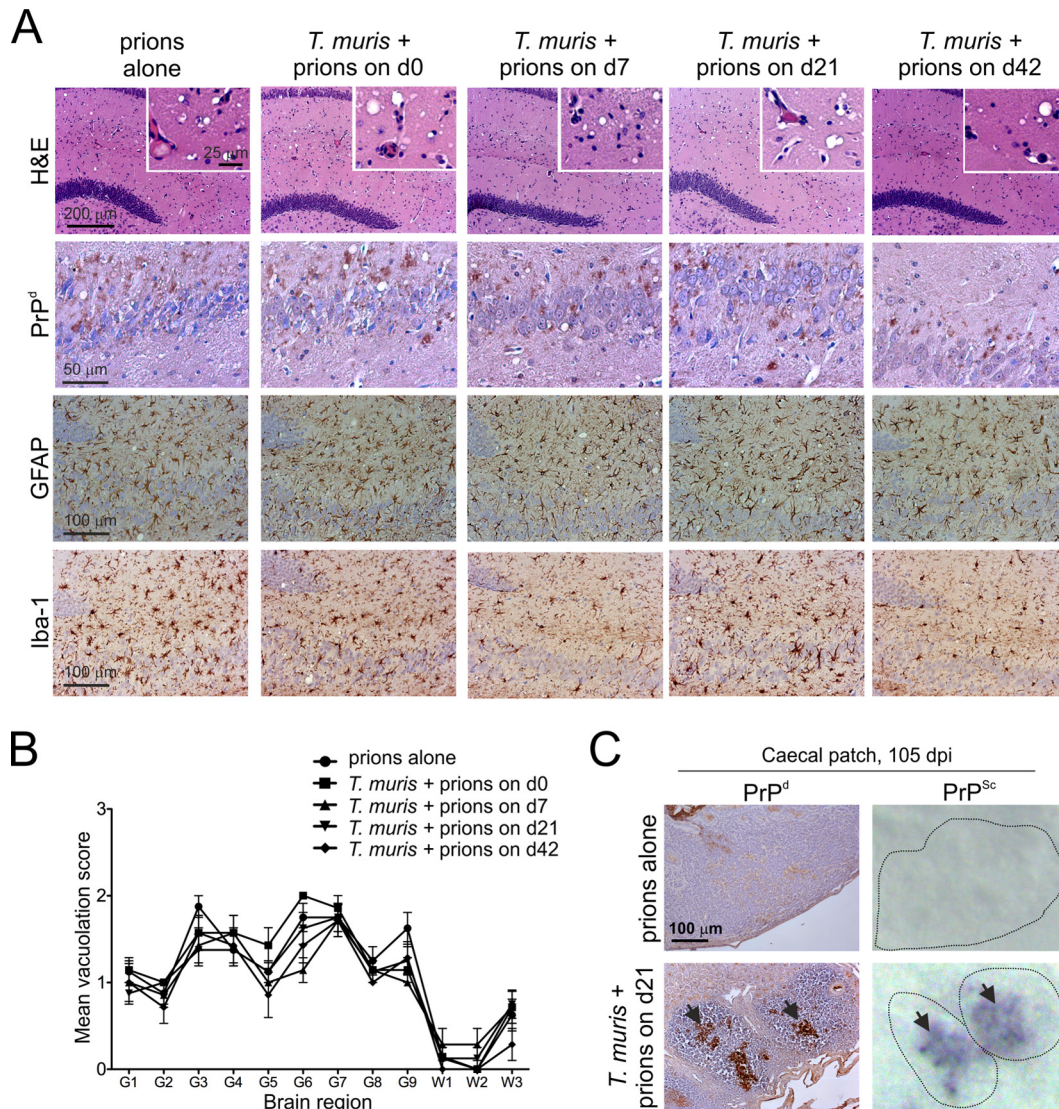 A
prions
alone
T. muris +
prions on d0
T. muris +
prions on d7
T. muris +
prions on d21
T. muris +
prions on d42
H&E
25 µm
200 µm
PrPᵈ
50 µm
GFAP
100 µm
Iba-1
100 µm
B
prions alone
T. muris + prions on d0
T. muris + prions on d7
T. muris + prions on d21
T. muris + prions on d42
Mean vacuolation score
3
2
1
0
G1 G2 G3 G4 G5 G6 G7 G8 G9 W1 W2 W3
Brain region
C
Caecal patch, 105 dpi
PrPᵈ PrPˢᶜ
prions alone
100 µm
T. muris +
prions on d21